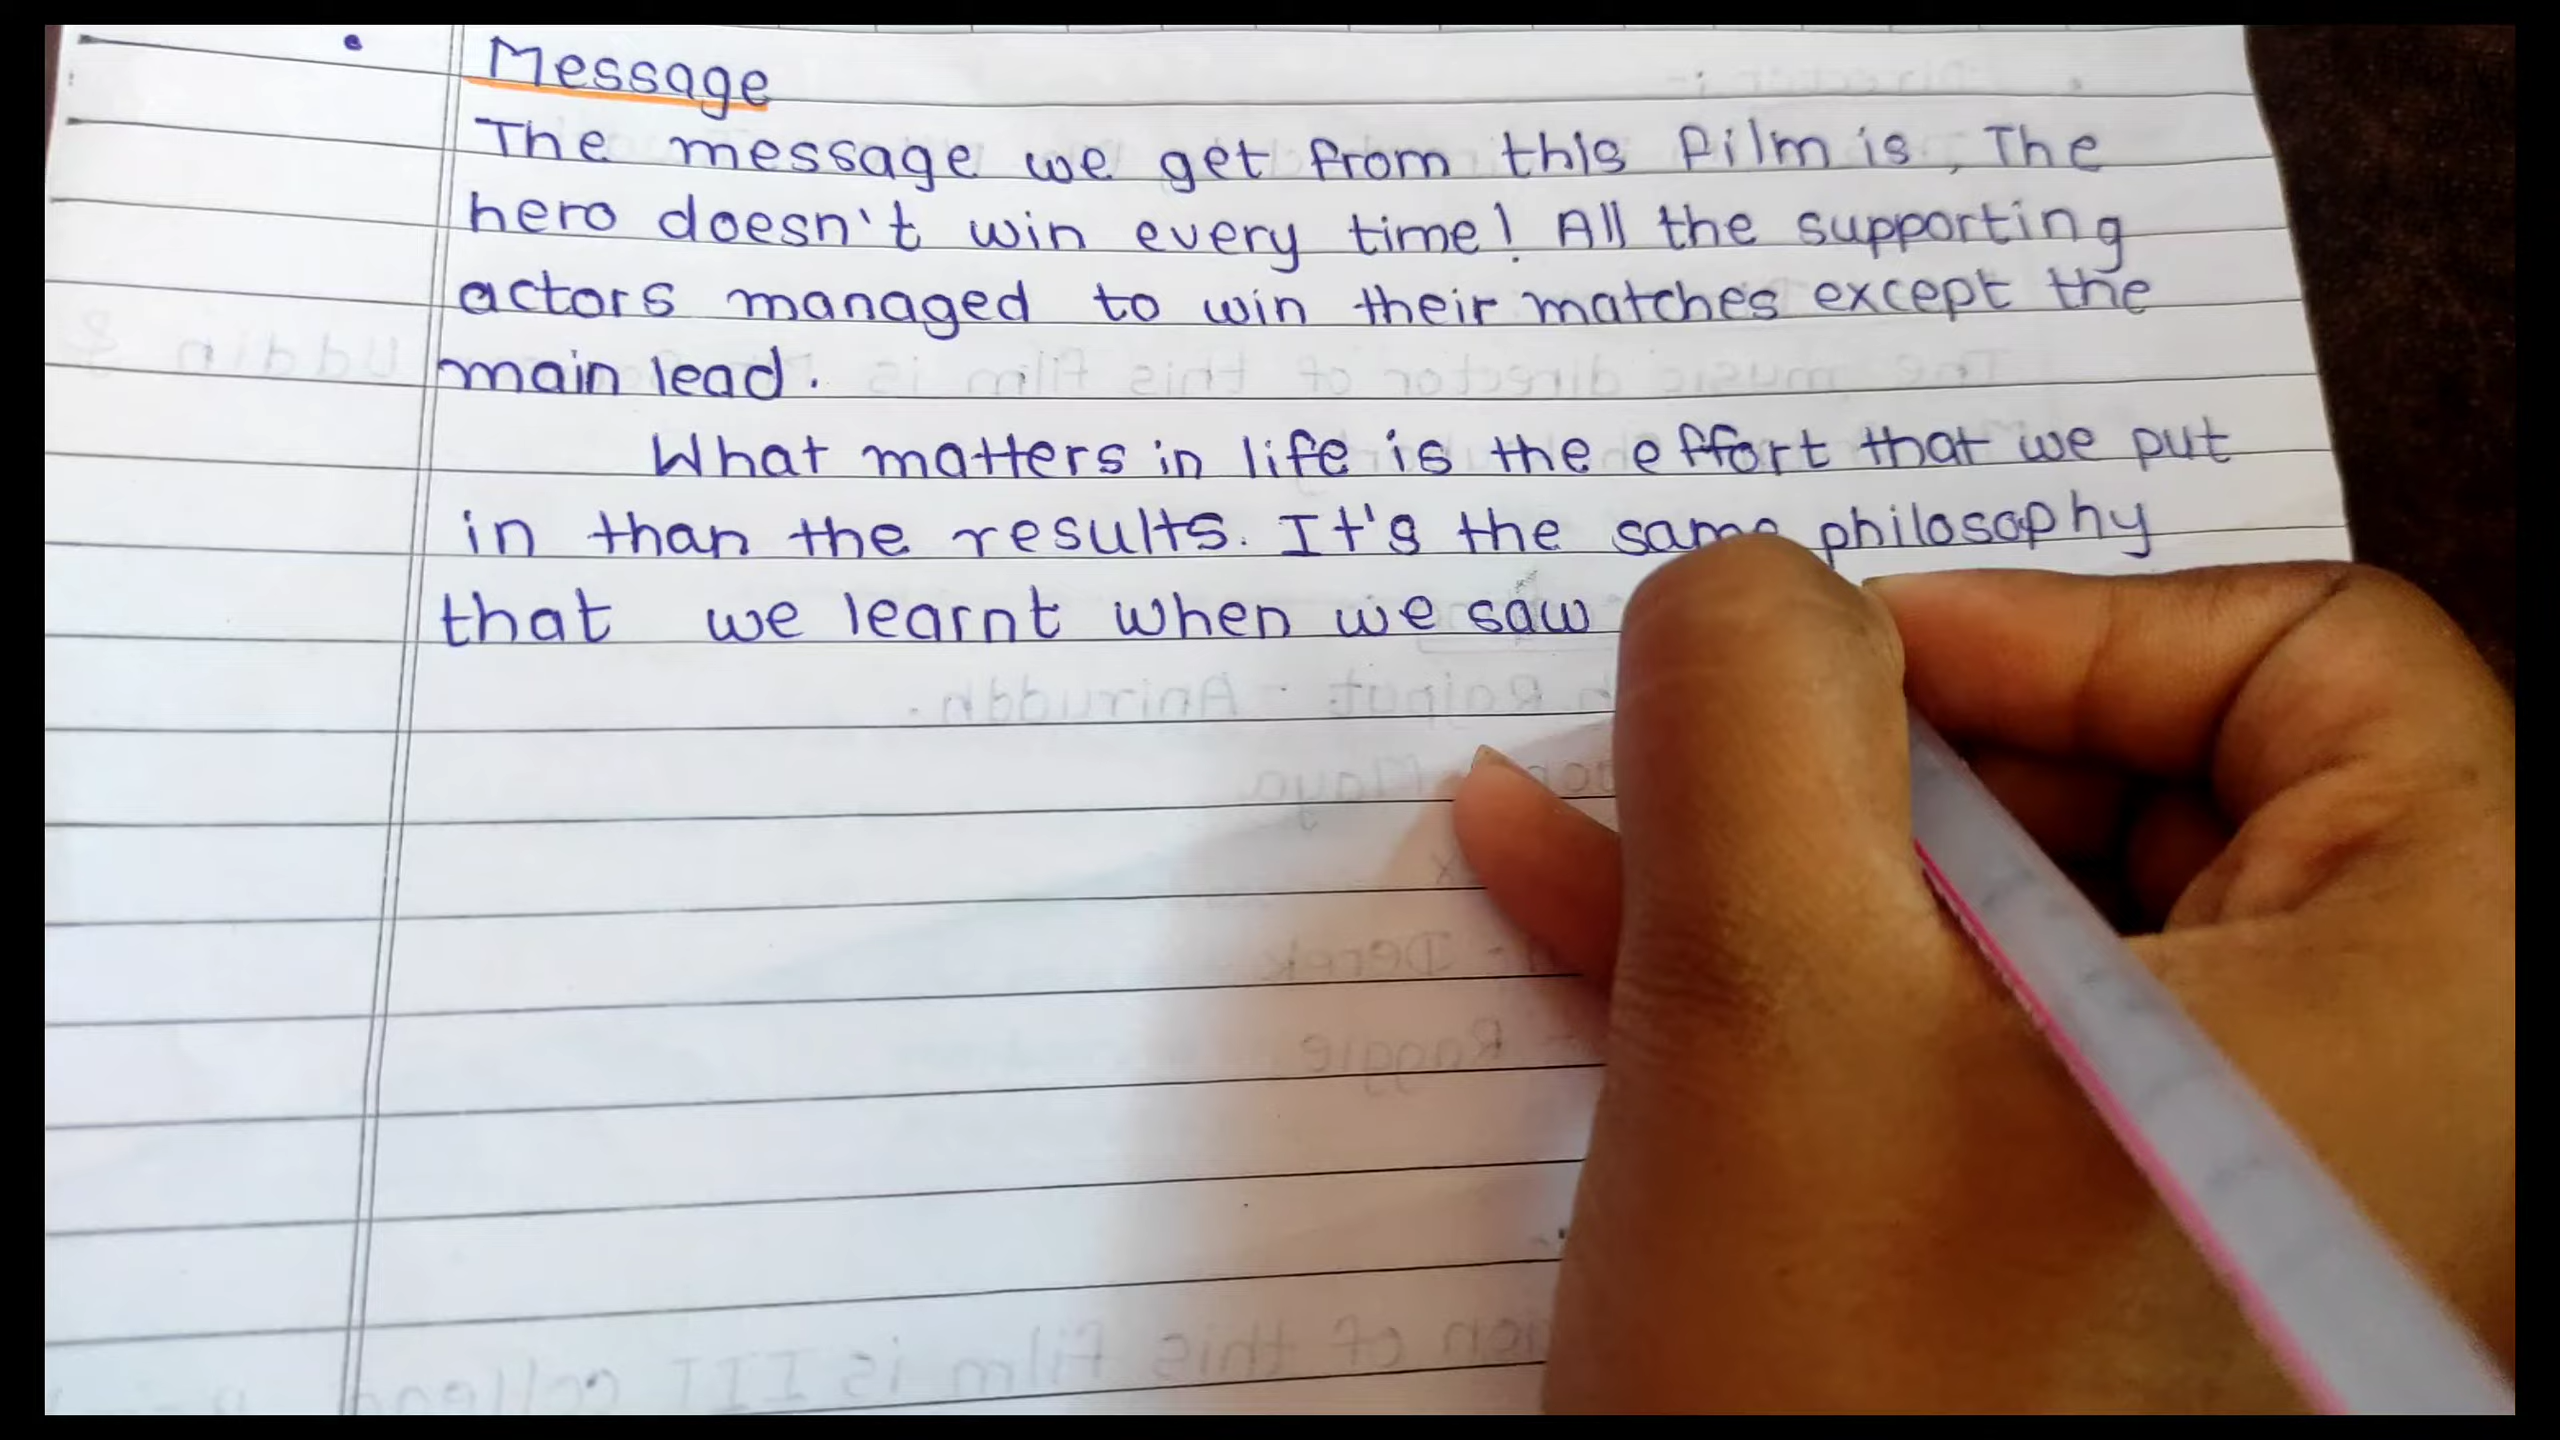 Message
The message we get from this film is, The
hero doesn't win every time! All the supporting
actors managed to win their matches except the
main lead.
What matters in life is the effort that we put
in than the results. It's the same philosophy
that we learnt when we saw